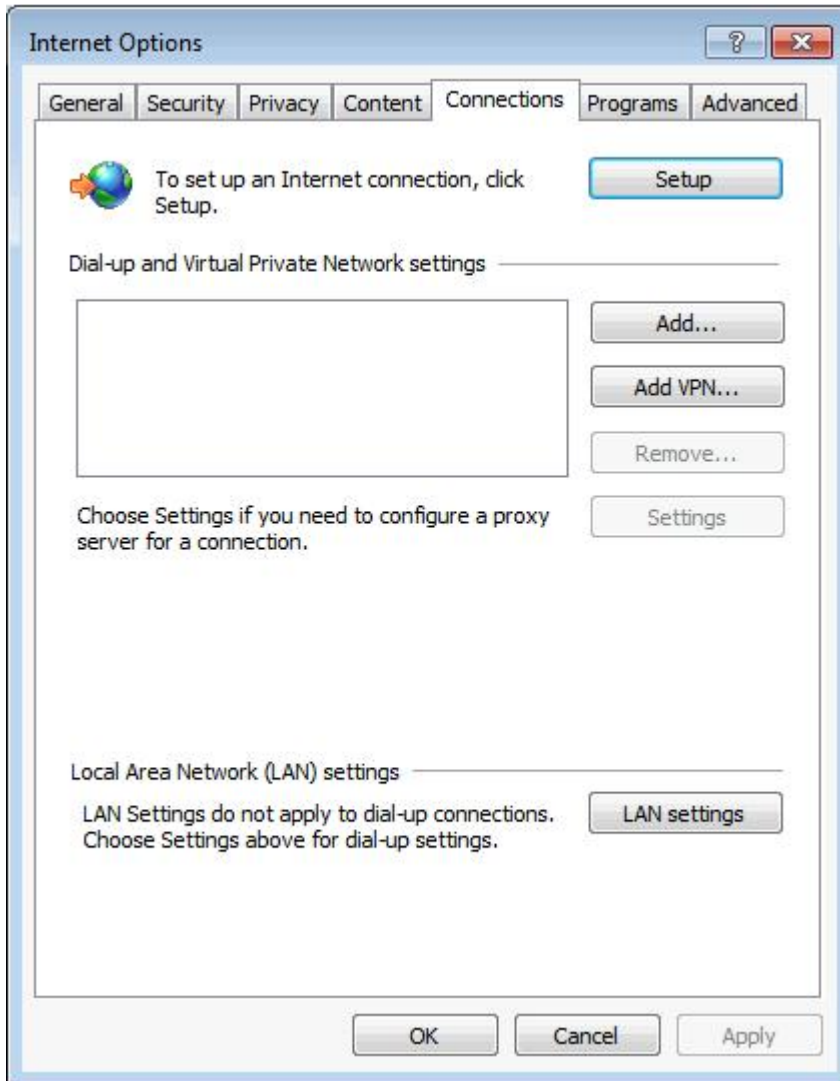 Internet Options
General Security Privacy Content Connections Programs Advanced
To set up an Internet connection, click
Setup.
Setup
Dial-up and Virtual Private Network settings
Add...
Add VPN...
Remove...
Choose Settings if you need to configure a proxy
server for a connection.
Settings
Local Area Network (LAN) settings
LAN Settings do not apply to dial-up connections.
Choose Settings above for dial-up settings.
LAN settings
OK Cancel Apply